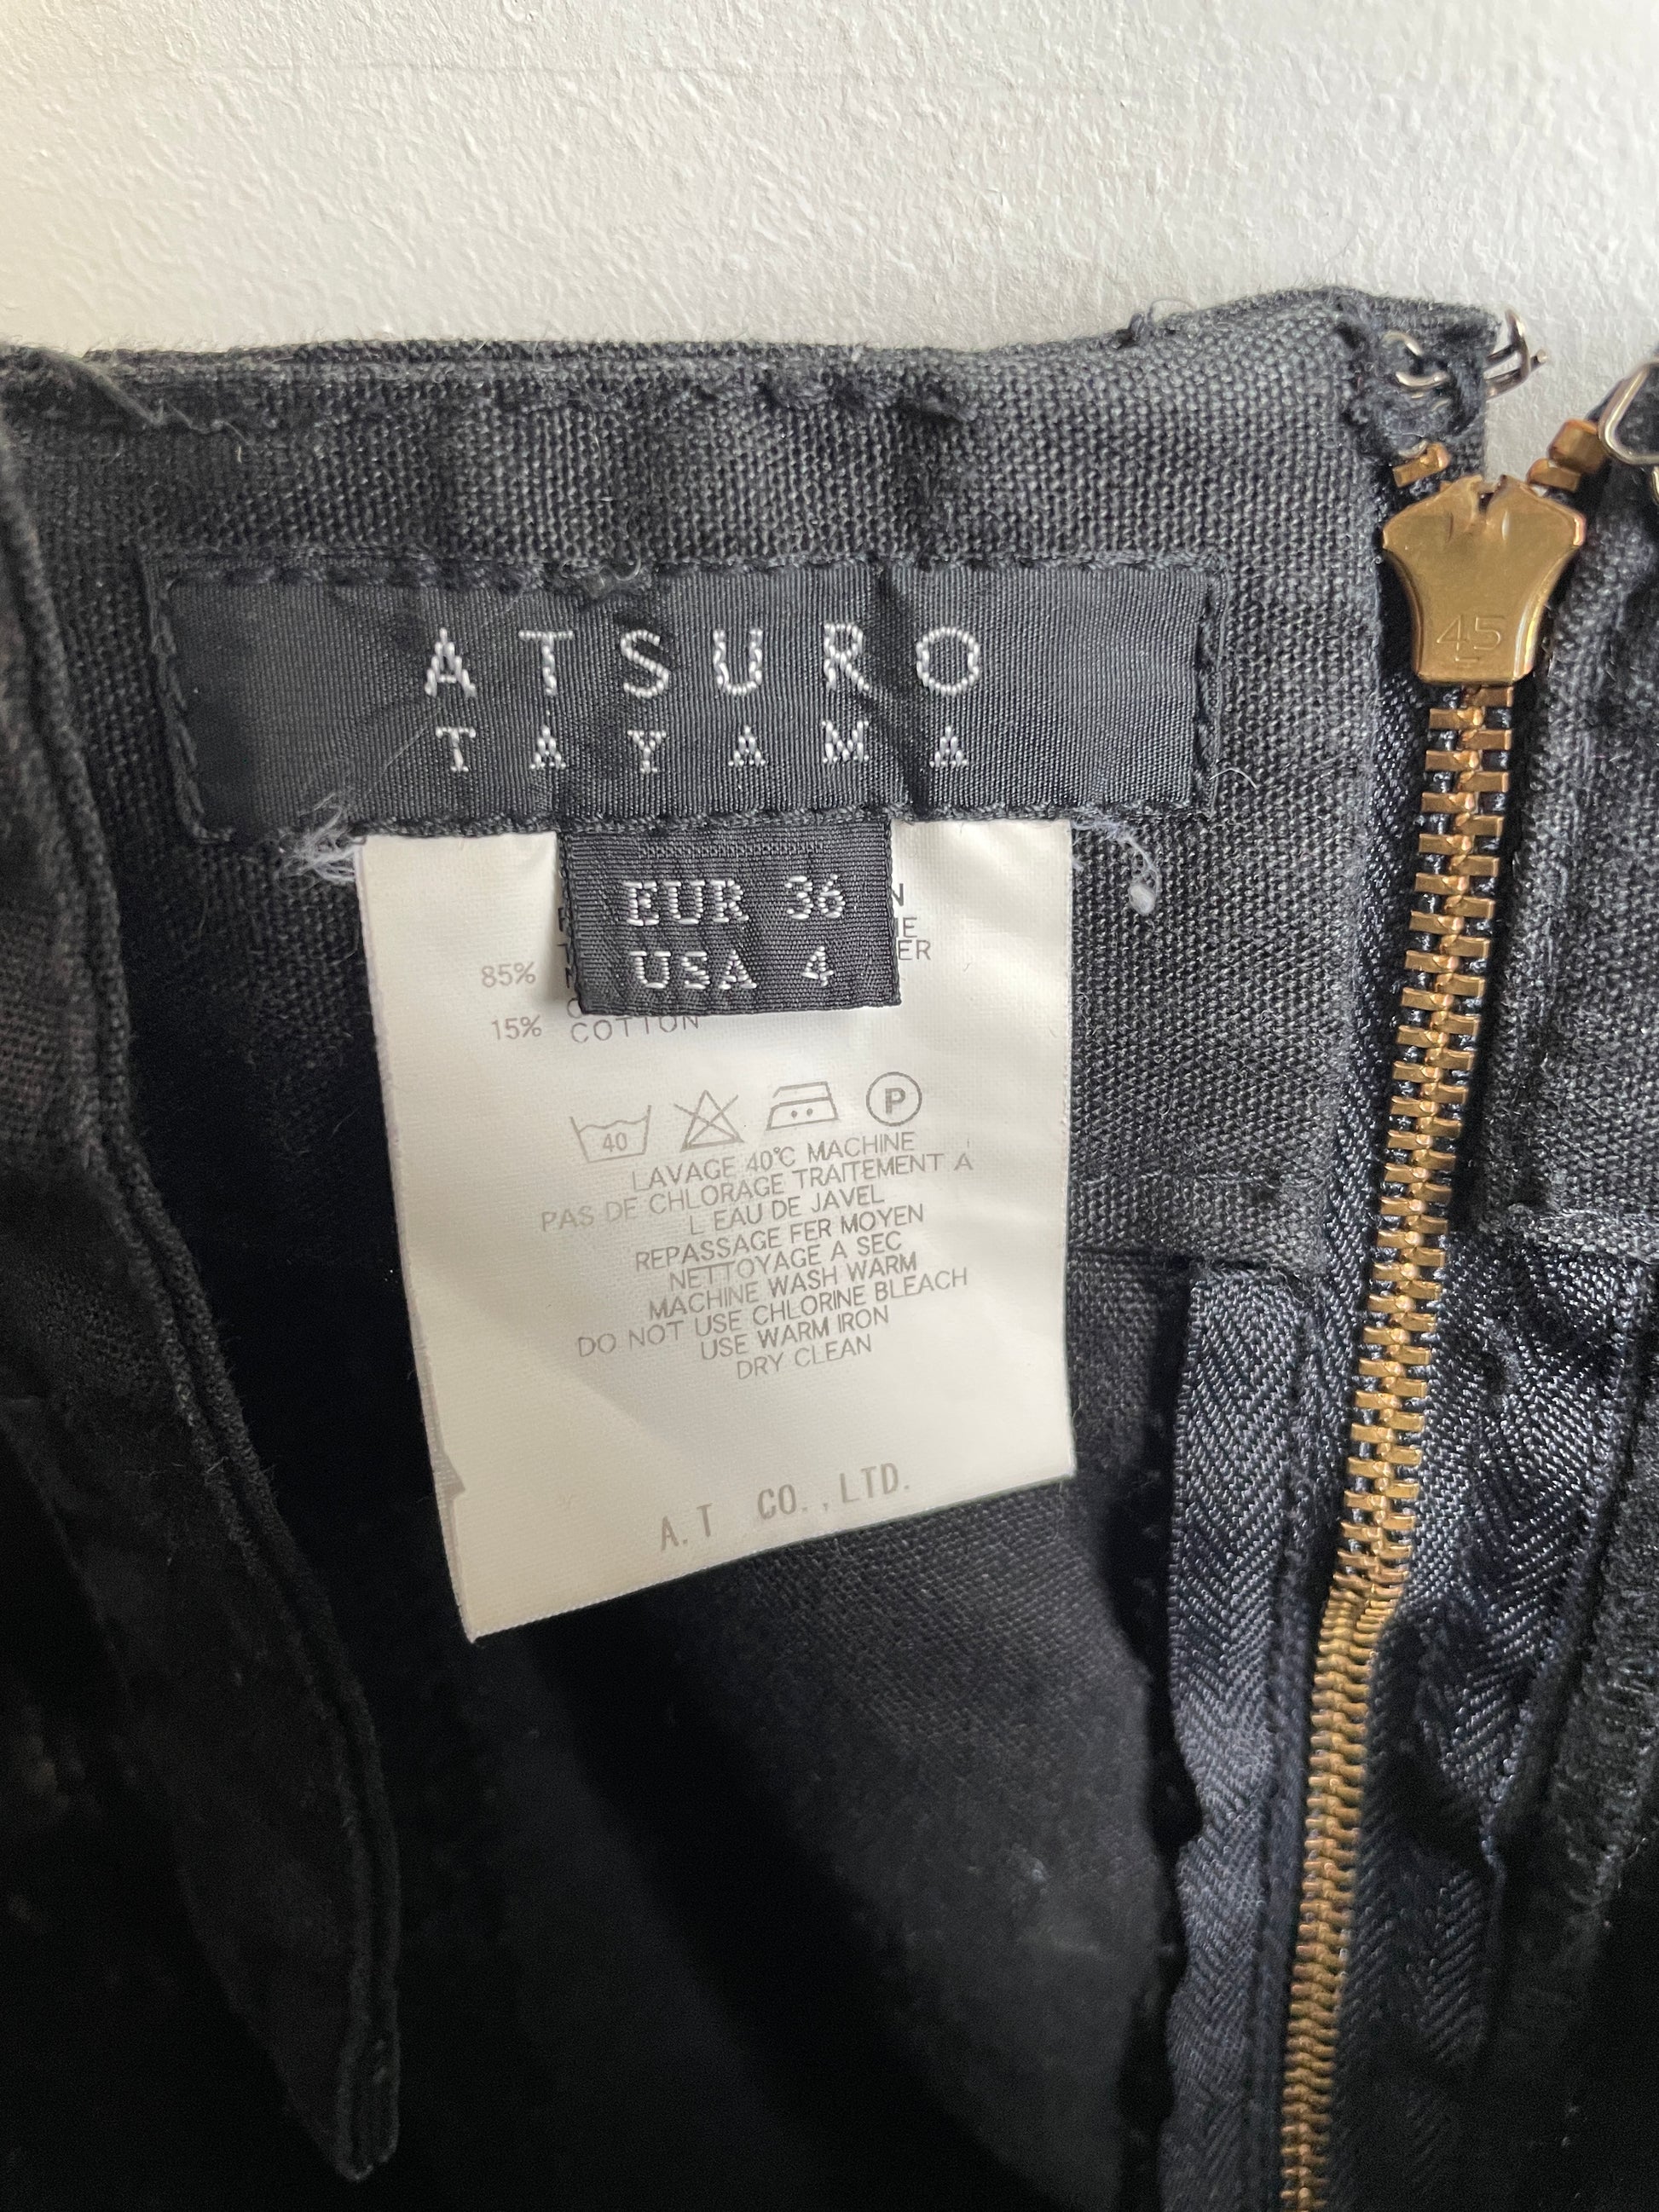 ATSURO
TAYAMA
EUR 36
USA 4
85%
15% COTTON
40
P
LAVAGE 40℃ MACHINE
PAS DE CHLORAGE TRAITEMENT A
L EAU DE JAVEL
REPASSAGE FER MOYEN
NETTOYAGE A SEC
MACHINE WASH WARM
DO NOT USE CHLORINE BLEACH
USE WARM IRON
DRY CLEAN
A.T CO.,LTD.
45